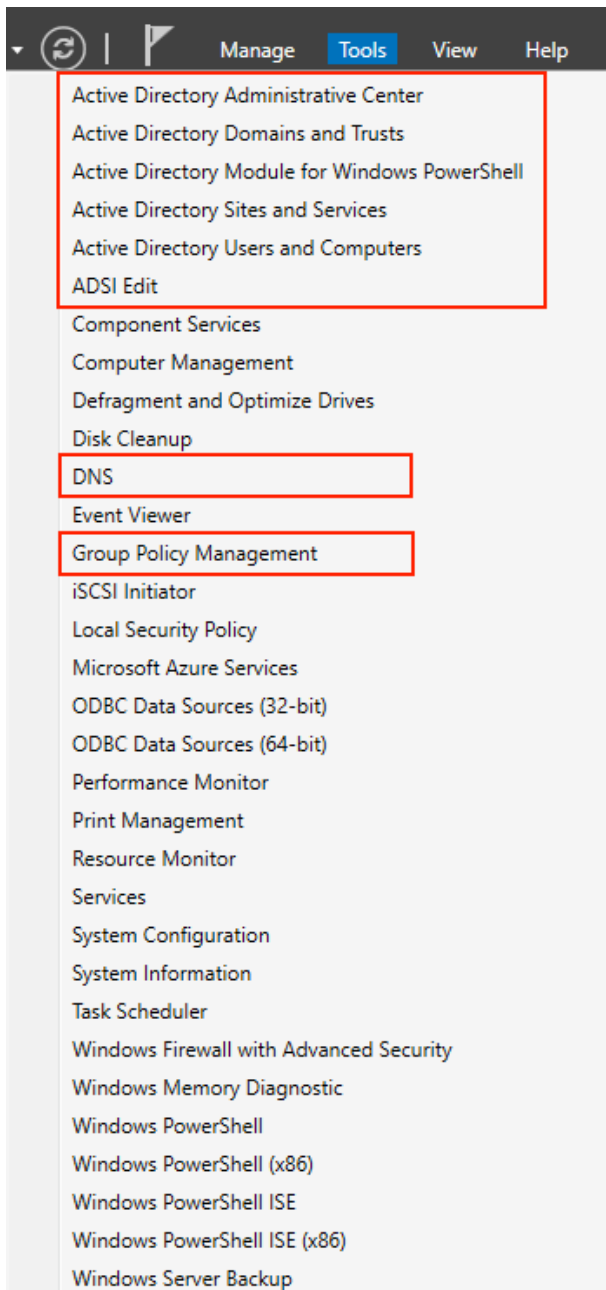 Manage Tools View Help
Active Directory Administrative Center
Active Directory Domains and Trusts
Active Directory Module for Windows PowerShell
Active Directory Sites and Services
Active Directory Users and Computers
ADSI Edit
Component Services
Computer Management
Defragment and Optimize Drives
Disk Cleanup
DNS
Event Viewer
Group Policy Management
iSCSI Initiator
Local Security Policy
Microsoft Azure Services
ODBC Data Sources (32-bit)
ODBC Data Sources (64-bit)
Performance Monitor
Print Management
Resource Monitor
Services
System Configuration
System Information
Task Scheduler
Windows Firewall with Advanced Security
Windows Memory Diagnostic
Windows PowerShell
Windows PowerShell (x86)
Windows PowerShell ISE
Windows PowerShell ISE (x86)
Windows Server Backup